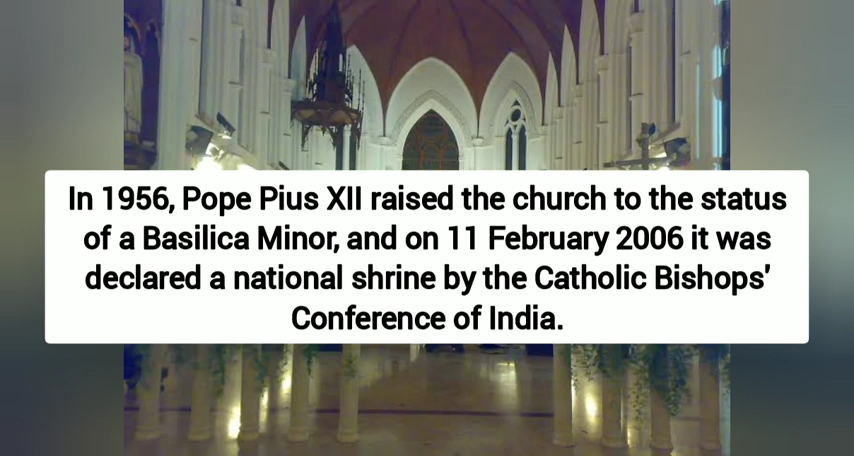 In 1956, Pope Pius XII raised the church to the status
of a Basilica Minor, and on 11 February 2006 it was
declared a national shrine by the Catholic Bishops'
Conference of India.